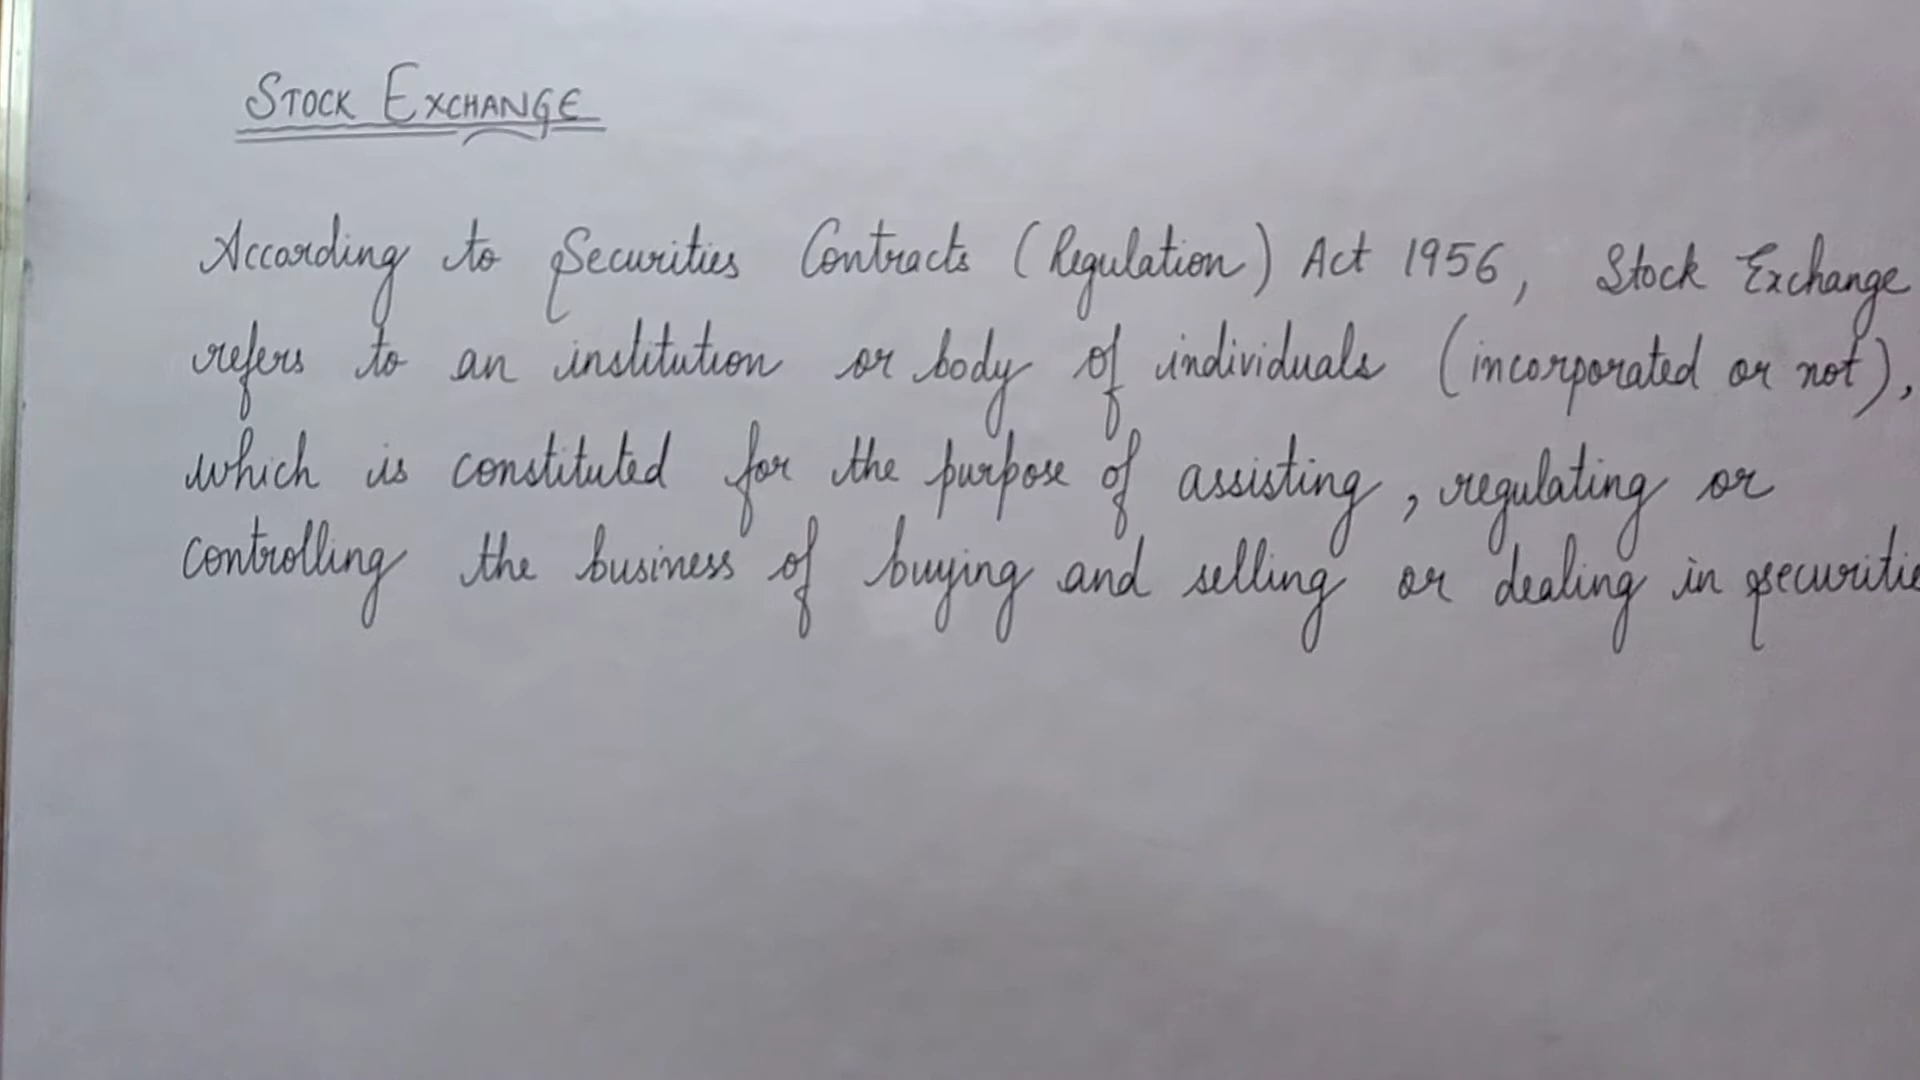 STOCK EXCHANGE
According to Securities Contracts (Regulation) Act 1956, Stock Exchange
refers to an institution or body of individuals (incorporated or not),
which is constituted for the purpose of assisting, regulating or
controlling the business of buying and selling or dealing in securitie